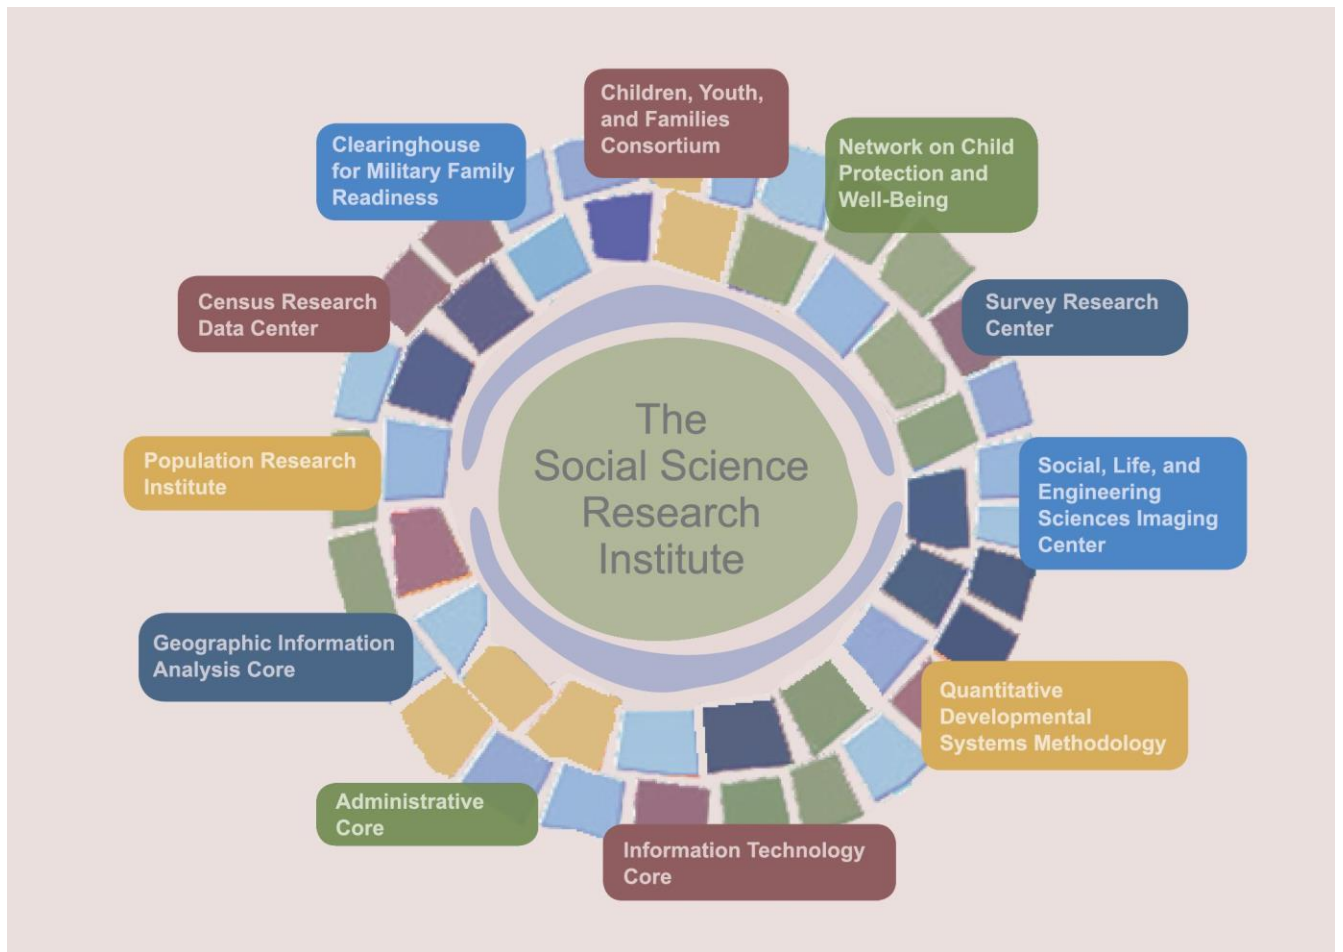 Children, Youth,
and Families
Consortium
Clearinghouse
for Military Family
Readiness
Network on Child
Protection and
Well-Being
Census Research
Data Center
Survey Research
Center
The
Social Science
Research
Institute
Population Research
Institute
Social, Life, and
Engineering
Sciences Imaging
Center
Geographic Information
Analysis Core
Quantitative
Developmental
Systems Methodology
Administrative
Core
Information Technology
Core